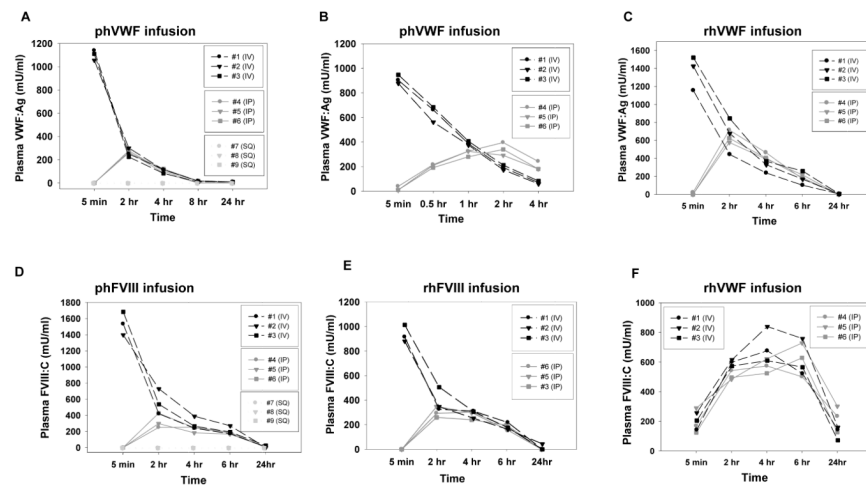 A
phVWF infusion
Plasma VWF:Ag (mU/ml)
1200
1000
800
600
400
200
0
5 min 2 hr 4 hr 8 hr 24 hr
Time
#1 (IV)
#2 (IV)
#3 (IV)
#4 (IP)
#5 (IP)
#6 (IP)
#7 (SQ)
#8 (SQ)
#9 (SQ)
B
phVWF infusion
Plasma VWF:Ag (mU/ml)
1200
1000
800
600
400
200
0
5 min 0.5 hr 1 hr 2 hr 4 hr
Time
#1 (IV)
#2 (IV)
#3 (IV)
#4 (IP)
#5 (IP)
#6 (IP)
C
rhVWF infusion
Plasma VWF:Ag (mU/ml)
1600
1400
1200
1000
800
600
400
200
0
5 min 2 hr 4 hr 6 hr 24 hr
Time
#1 (IV)
#2 (IV)
#3 (IV)
#4 (IP)
#5 (IP)
#6 (IP)
D
phFVIII infusion
Plasma FVIII:C (mU/ml)
1800
1600
1400
1200
1000
800
600
400
200
0
5 min 2 hr 4 hr 6 hr 24hr
Time
#1 (IV)
#2 (IV)
#3 (IV)
#4 (IP)
#5 (IP)
#6 (IP)
#7 (SQ)
#8 (SQ)
#9 (SQ)
E
rhFVIII infusion
Plasma FVIII:C (mU/ml)
1200
1000
800
600
400
200
0
5 min 2 hr 4 hr 6 hr 24hr
Time
#1 (IV)
#2 (IV)
#3 (IV)
#6 (IP)
#5 (IP)
#3 (IP)
F
rhVWF infusion
Plasma FVIII:C (mU/ml)
1000
800
600
400
200
0
5 min 2 hr 4 hr 6 hr 24hr
Time
#1 (IV)
#2 (IV)
#3 (IV)
#4 (IP)
#5 (IP)
#6 (IP)